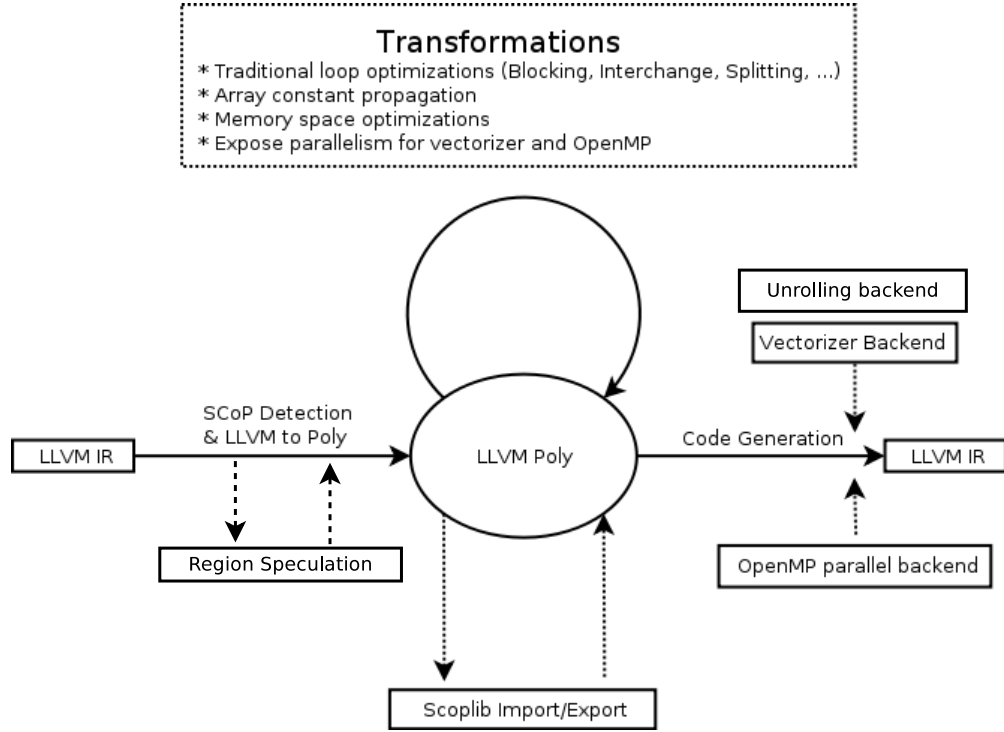 Transformations
* Traditional loop optimizations (Blocking, Interchange, Splitting, ...)
* Array constant propagation
* Memory space optimizations
* Expose parallelism for vectorizer and OpenMP
Unrolling backend
Vectorizer Backend
SCoP Detection
& LLVM to Poly
Code Generation
LLVM IR
LLVM Poly
LLVM IR
Region Speculation
OpenMP parallel backend
Scoplib Import/Export